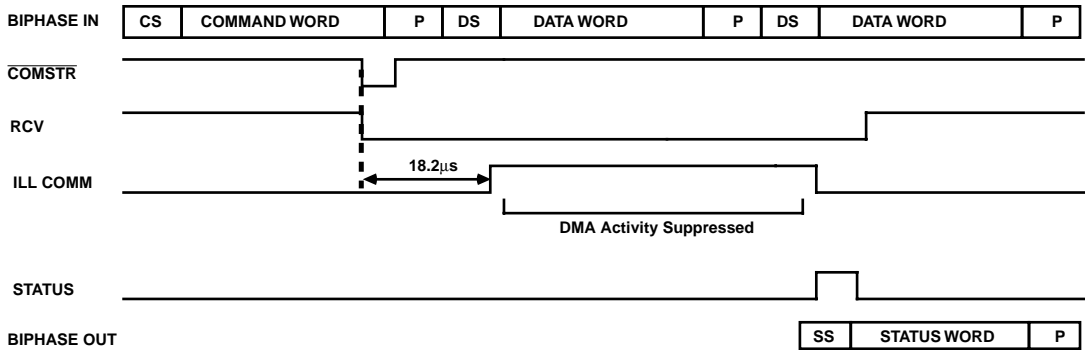 BIPHASE IN CS COMMAND WORD P DS DATA WORD P DS DATA WORD P
COMSTR
RCV
18.2µs
ILL COMM
DMA Activity Suppressed
STATUS
BIPHASE OUT SS STATUS WORD P